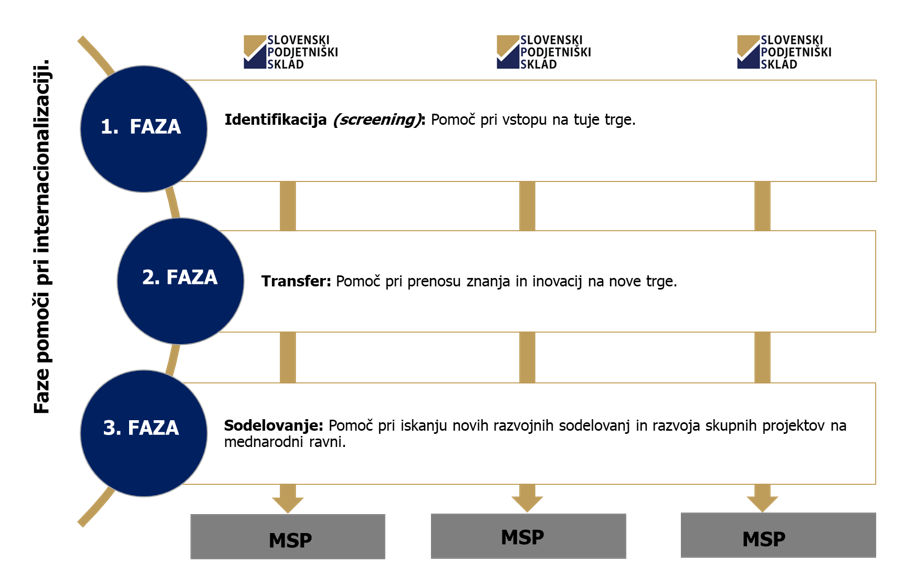 SLOVENSKI
PODJETNIŠKI
SKLAD
SLOVENSKI
PODJETNIŠKI
SKLAD
SLOVENSKI
PODJETNIŠKI
SKLAD
Faze pomoči pri internacionalizaciji.
1. FAZA
Identifikacija (screening): Pomoč pri vstopu na tuje trge.
2. FAZA
Transfer: Pomoč pri prenosu znanja in inovacij na nove trge.
3. FAZA
Sodelovanje: Pomoč pri iskanju novih razvojnih sodelovanj in razvoja skupnih projektov na
mednarodni ravni.
MSP
MSP
MSP